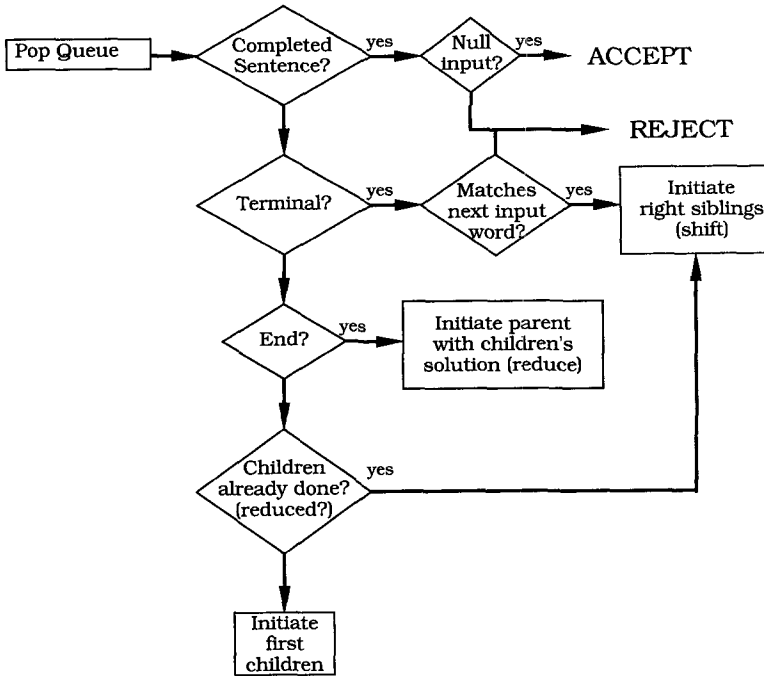 Pop Queue
Completed
Sentence?
yes
Null
input?
yes
ACCEPT
REJECT
Terminal?
yes
Matches
next input
word?
yes
Initiate
right siblings
(shift)
End?
yes
Initiate parent
with children's
solution (reduce)
Children
already done?
(reduced?)
yes
Initiate
first
children